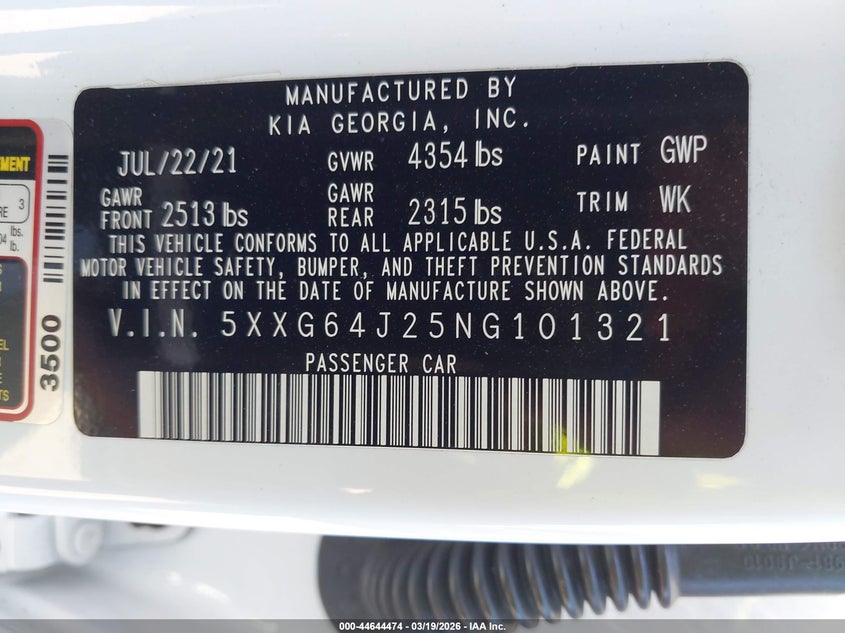 MANUFACTURED BY
KIA GEORGIA, INC.
JUL/22/21 GVWR 4354 lbs PAINT GWP
GAWR FRONT 2513 lbs GAWR REAR 2315 lbs TRIM WK
THIS VEHICLE CONFORMS TO ALL APPLICABLE U.S.A. FEDERAL
MOTOR VEHICLE SAFETY, BUMPER, AND THEFT PREVENTION STANDARDS
IN EFFECT ON THE DATE OF MANUFACTURE SHOWN ABOVE.
V.I.N. 5XXG64J25NG101321
PASSENGER CAR
3500
3
lbs.
lb.
000-44644474 | 03/19/2026 | IAA Inc.